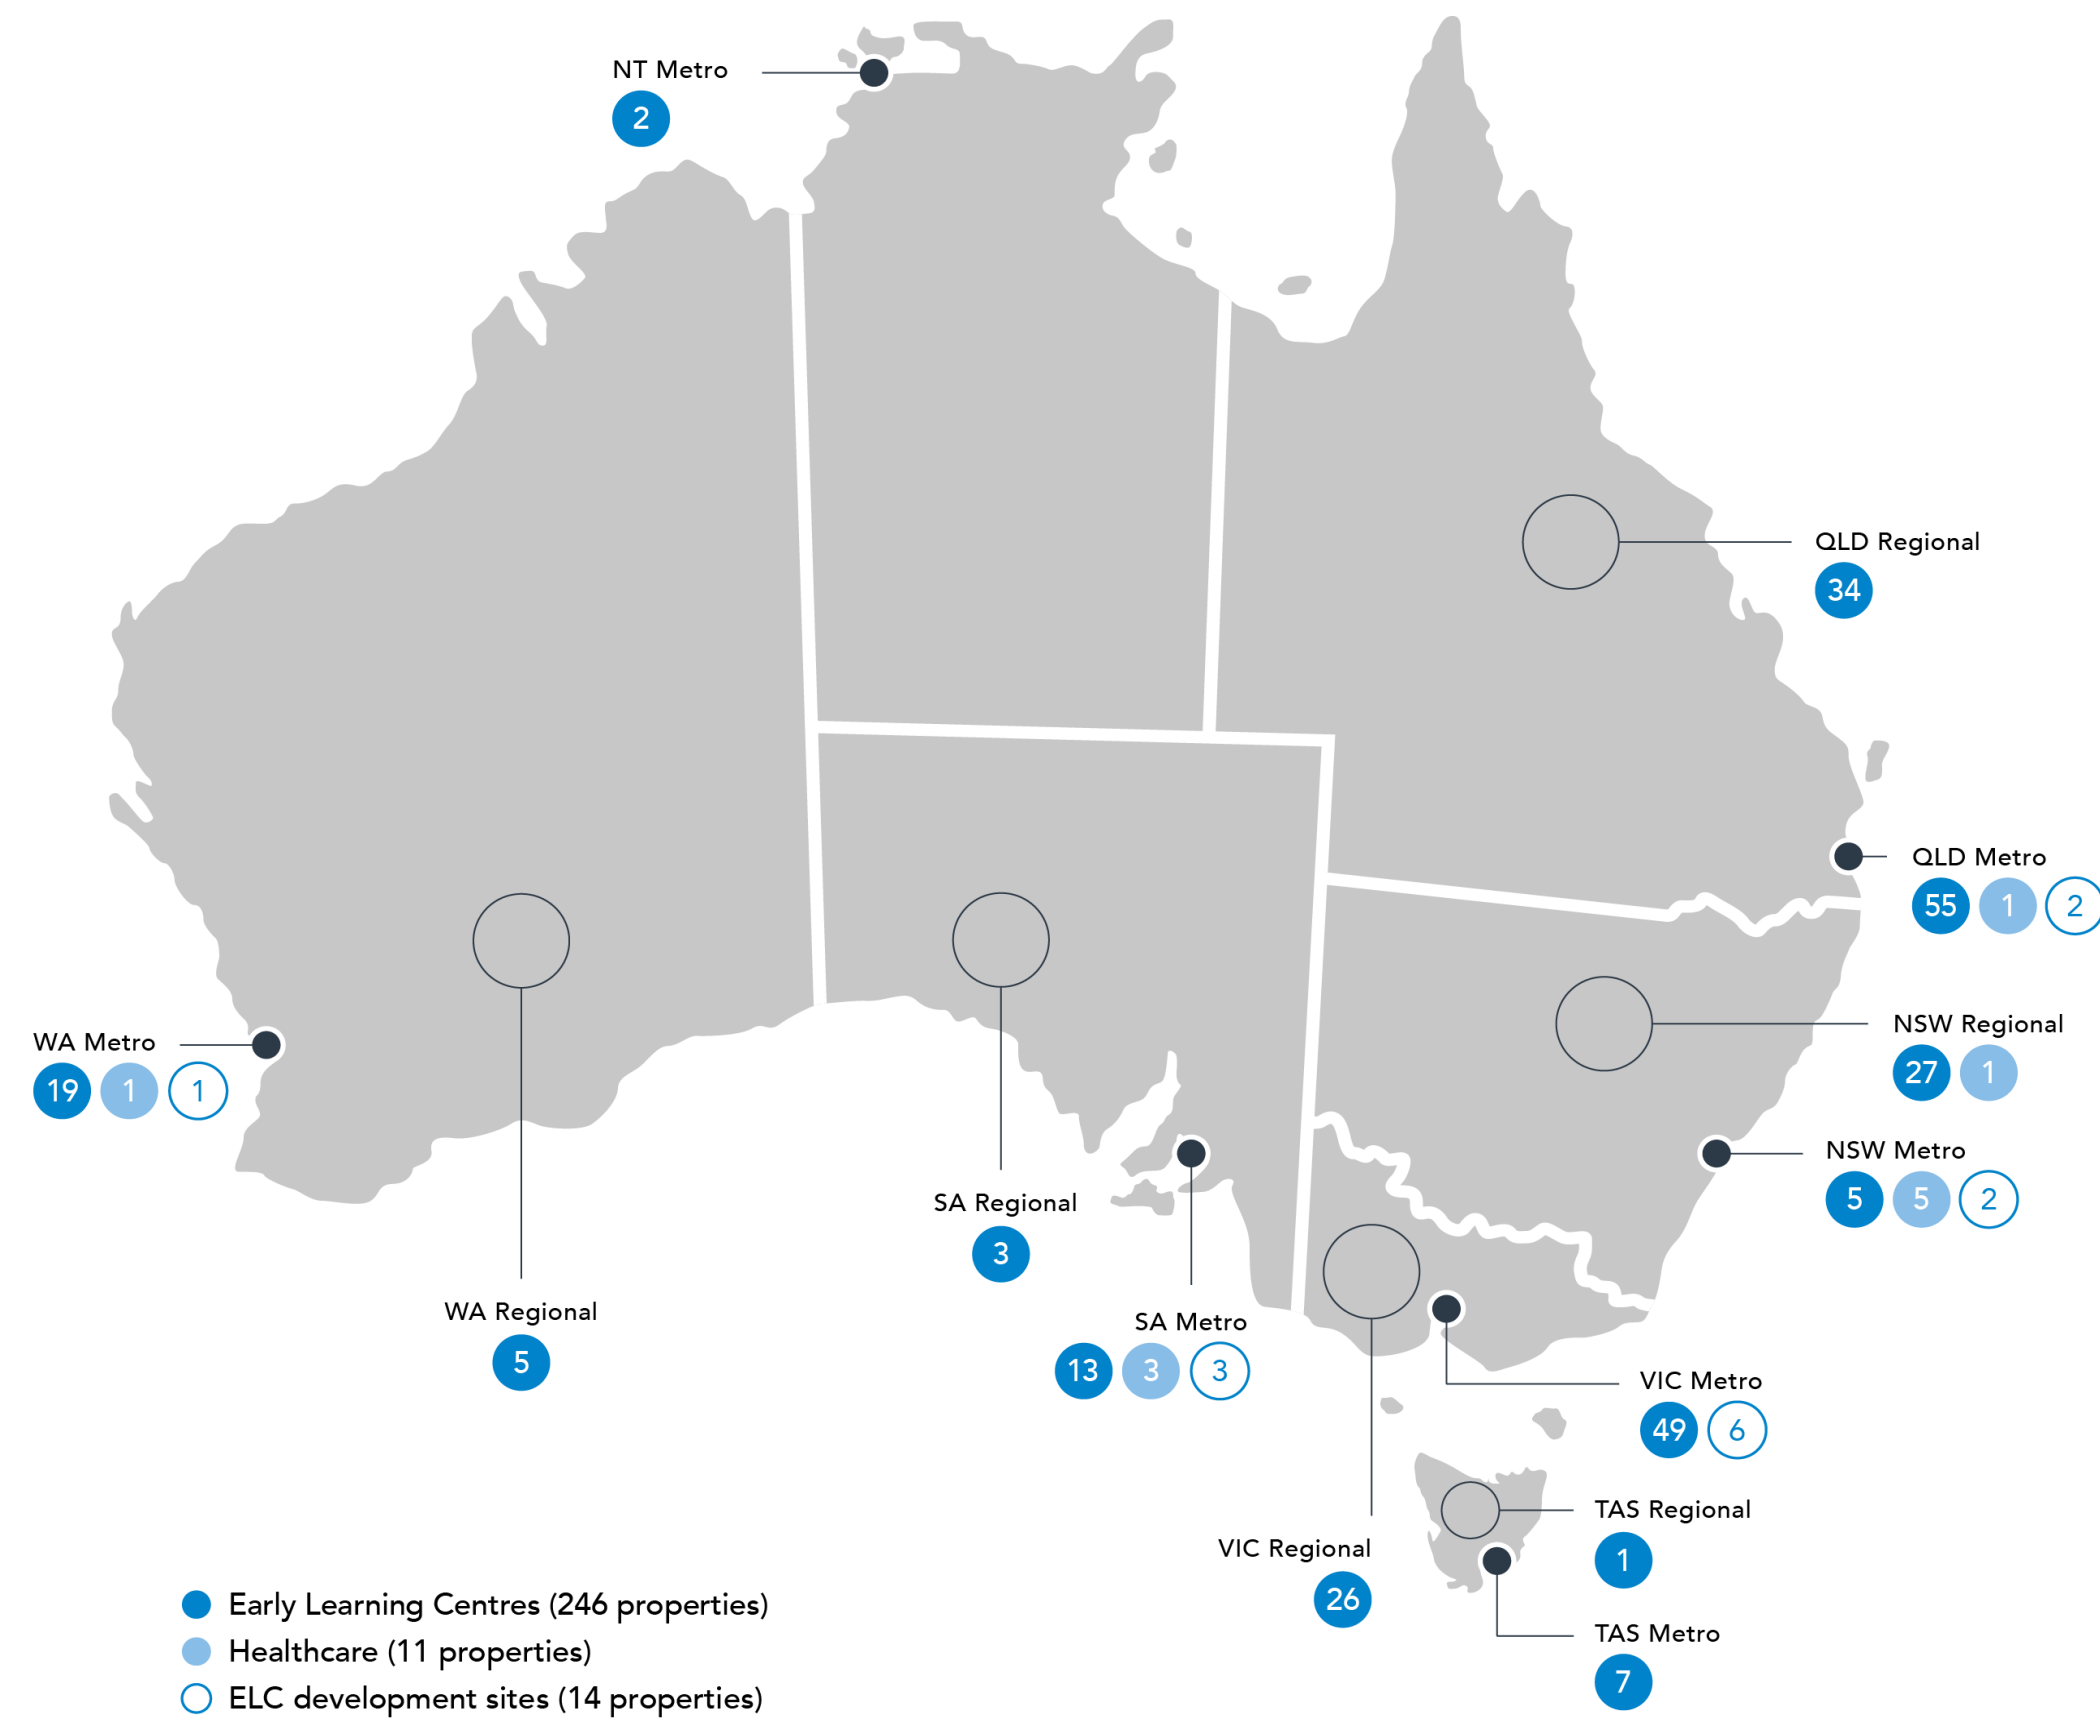 NT Metro
2
QLD Regional
34
QLD Metro
55 1 2
NSW Regional
27 1
WA Metro
19 1 1
NSW Metro
5 5 2
SA Regional
3
WA Regional
5
SA Metro
13 3 3
VIC Metro
49 6
TAS Regional
1
VIC Regional
26
TAS Metro
7
Early Learning Centres (246 properties)
Healthcare (11 properties)
ELC development sites (14 properties)